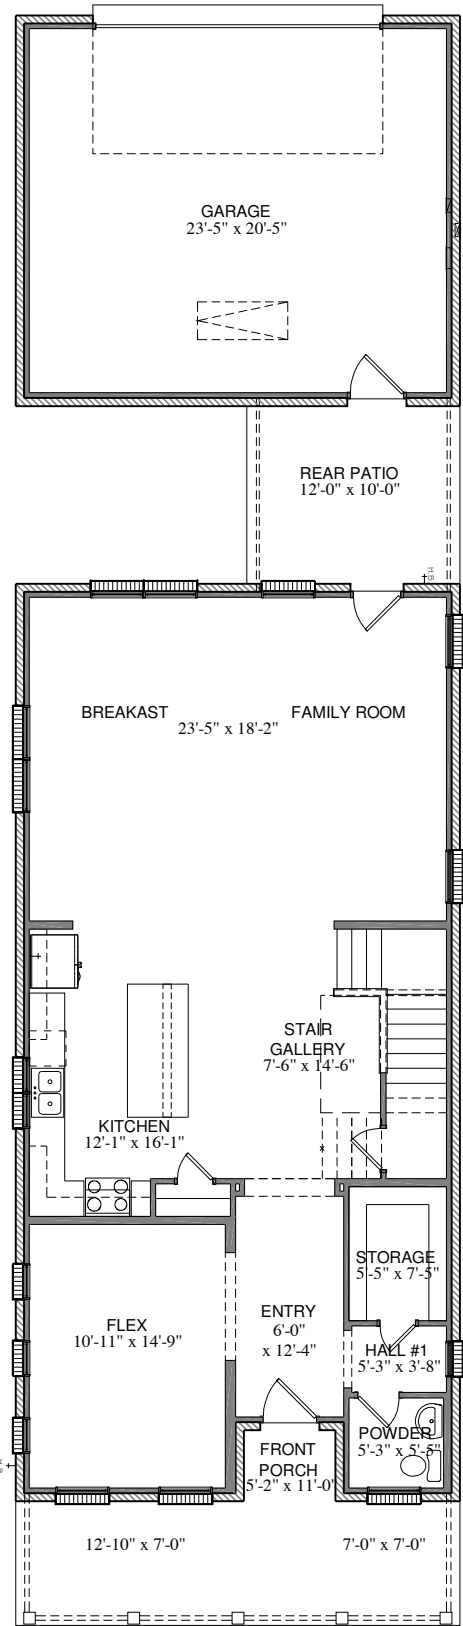 GARAGE
23'-5" x 20'-5"
REAR PATIO
12'-0" x 10'-0"
H.B
BREAKAST
FAMILY ROOM
23'-5" x 18'-2"
STAIR
GALLERY
7'-6" x 14'-6"
KITCHEN
12'-1" x 16'-1"
STORAGE
5'-5" x 7'-5"
FLEX
10'-11" x 14'-9"
ENTRY
6'-0"
x 12'-4"
HALL #1
5'-3" x 3'-8"
POWDER
5'-3" x 5'-5"
FRONT
PORCH
5'-2" x 11'-0"
12'-10" x 7'-0"
7'-0" x 7'-0"